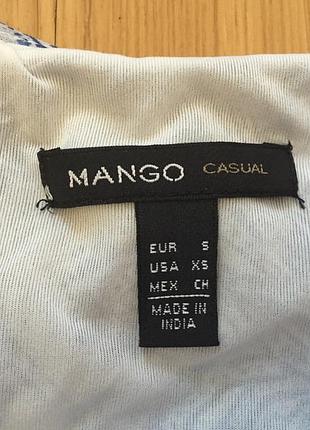 MANGO CASUAL
EUR S
USA XS
MEX CH
MADE IN
INDIA